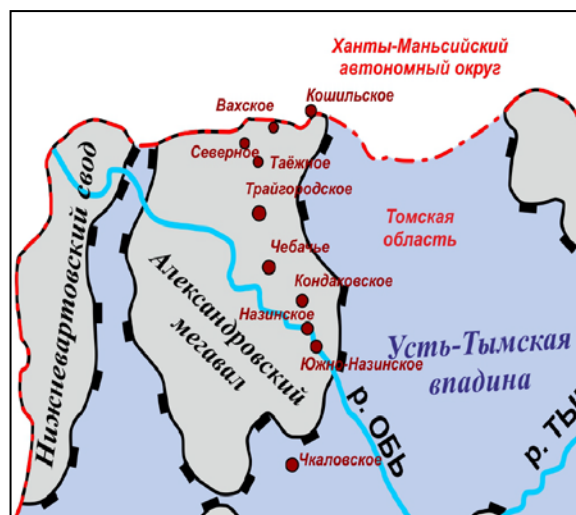 Ханты-Маньсийский
автономный округ
Кошильское
Вахское
Северное
Таёжное
Трайгородское
Томская
область
Чебачье
Кондаковское
Назинское
Южно-Назинское
Нижневартовский свод
Александровский
мегавал
Усть-Тымская
впадина
р. ОБЬ
Чкаловское